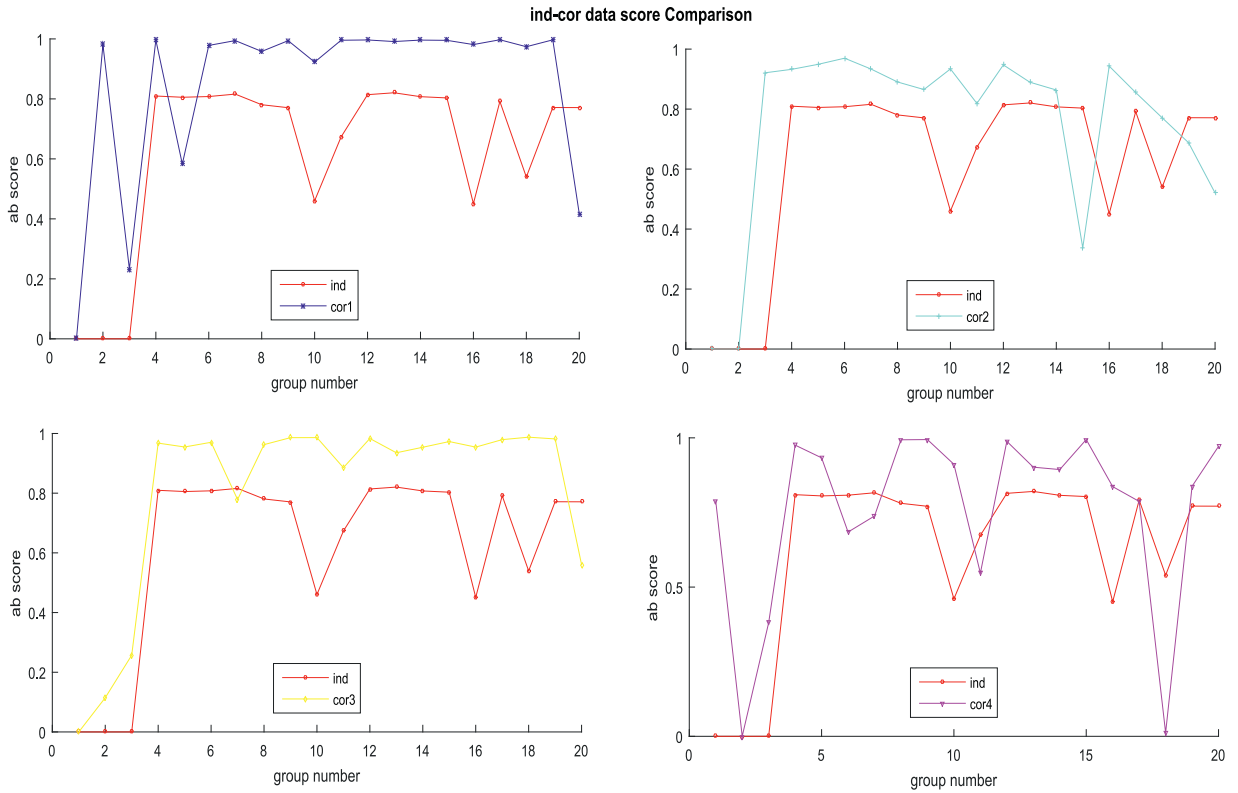 ind-cor data score Comparison
1
0.8
0.6
0.4
0.2
0
ab score
0 2 4 6 8 10 12 14 16 18 20
group number
ind
cor1
1
0.8
0.6
0.4
0.2
0
ab score
0 2 4 6 8 10 12 14 16 18 20
group number
ind
cor2
1
0.8
0.6
0.4
0.2
0
ab score
0 2 4 6 8 10 12 14 16 18 20
group number
ind
cor3
1
0.5
0
ab score
5 10 15 20
group number
ind
cor4